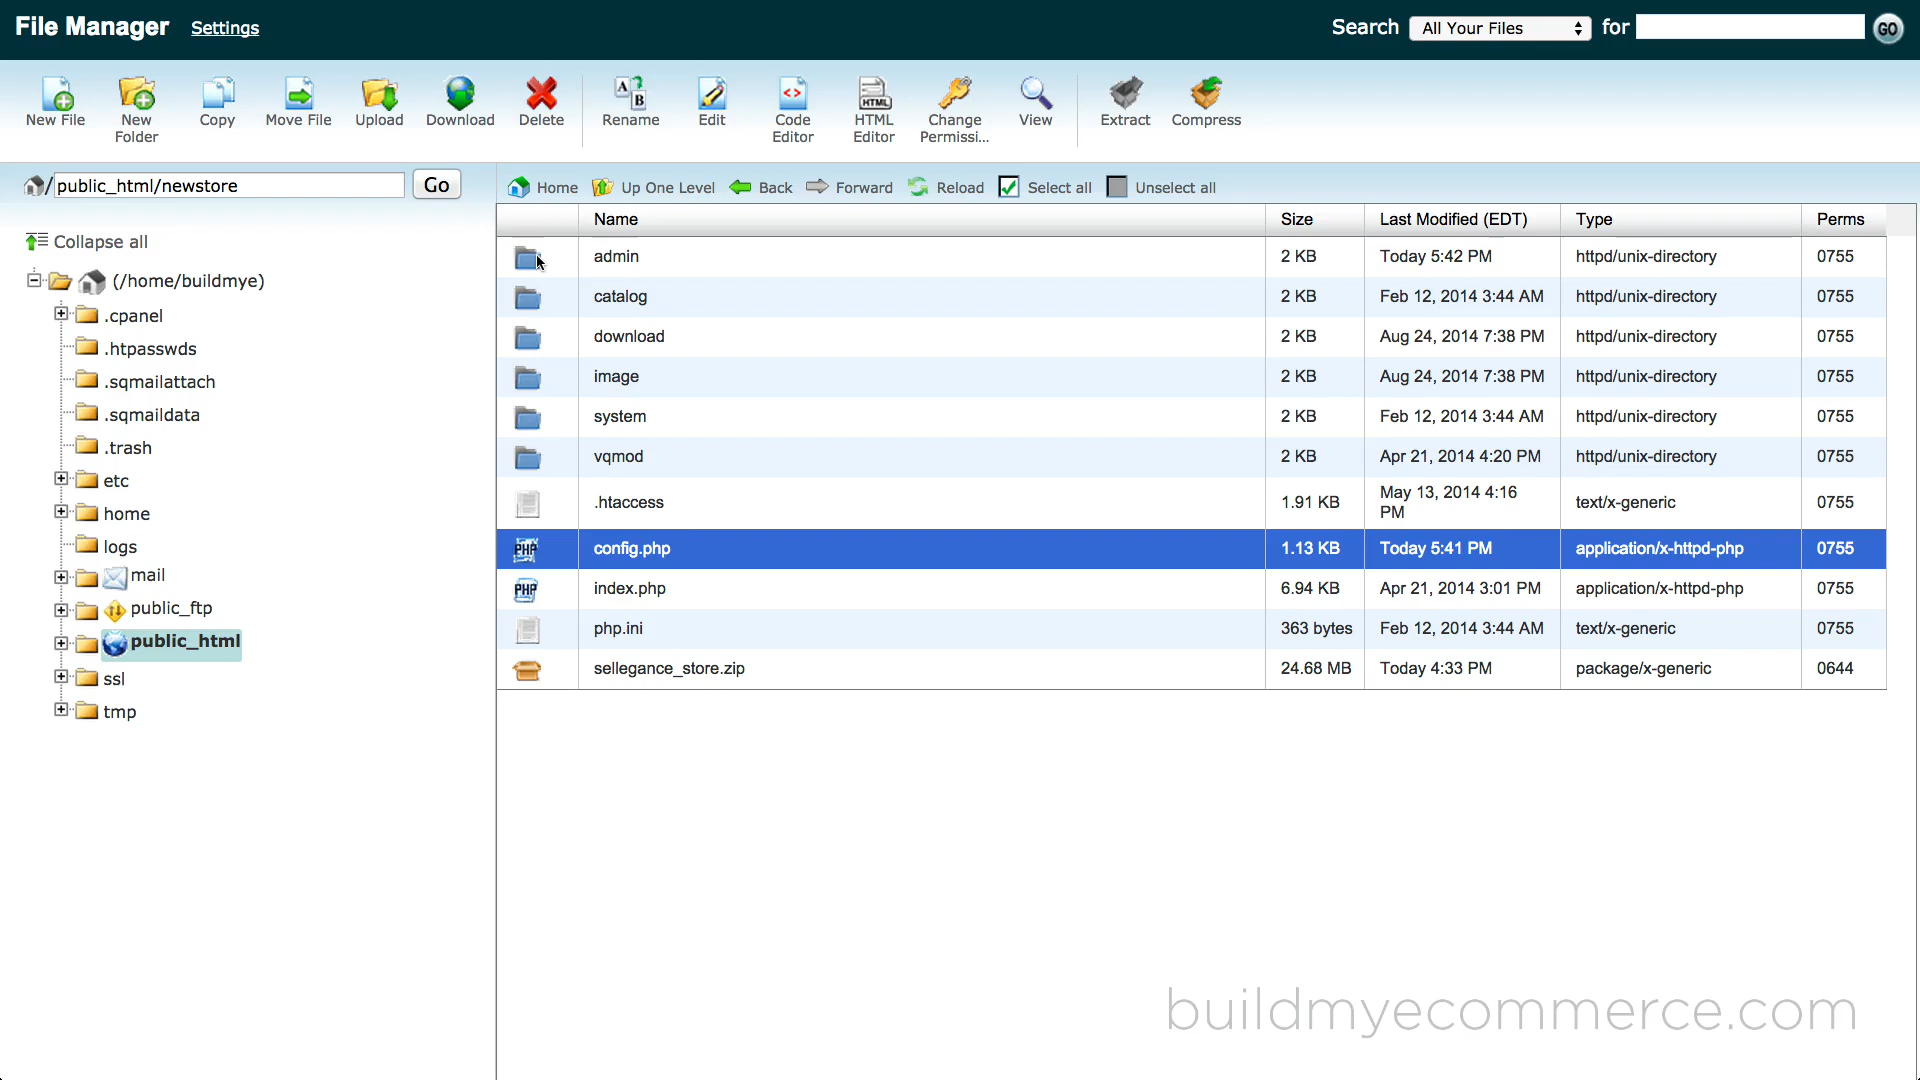 File Manager Settings Search All Your Files for GO
New File New Folder Copy Move File Upload Download Delete Rename Edit Code Editor HTML Editor Change Permissi... View Extract Compress
/ public_html/newstore Go
Home Up One Level Back Forward Reload Select all Unselect all
Collapse all
(/home/buildmye)
.cpanel
.htpasswds
.sqmailattach
.sqmaildata
.trash
etc
home
logs
mail
public_ftp
public_html
ssl
tmp
Name Size Last Modified (EDT) Type Perms
admin 2 KB Today 5:42 PM httpd/unix-directory 0755
catalog 2 KB Feb 12, 2014 3:44 AM httpd/unix-directory 0755
download 2 KB Aug 24, 2014 7:38 PM httpd/unix-directory 0755
image 2 KB Aug 24, 2014 7:38 PM httpd/unix-directory 0755
system 2 KB Feb 12, 2014 3:44 AM httpd/unix-directory 0755
vqmod 2 KB Apr 21, 2014 4:20 PM httpd/unix-directory 0755
.htaccess 1.91 KB May 13, 2014 4:16 PM text/x-generic 0755
PHP config.php 1.13 KB Today 5:41 PM application/x-httpd-php 0755
PHP index.php 6.94 KB Apr 21, 2014 3:01 PM application/x-httpd-php 0755
php.ini 363 bytes Feb 12, 2014 3:44 AM text/x-generic 0755
sellegance_store.zip 24.68 MB Today 4:33 PM package/x-generic 0644
buildmyecommerce.com